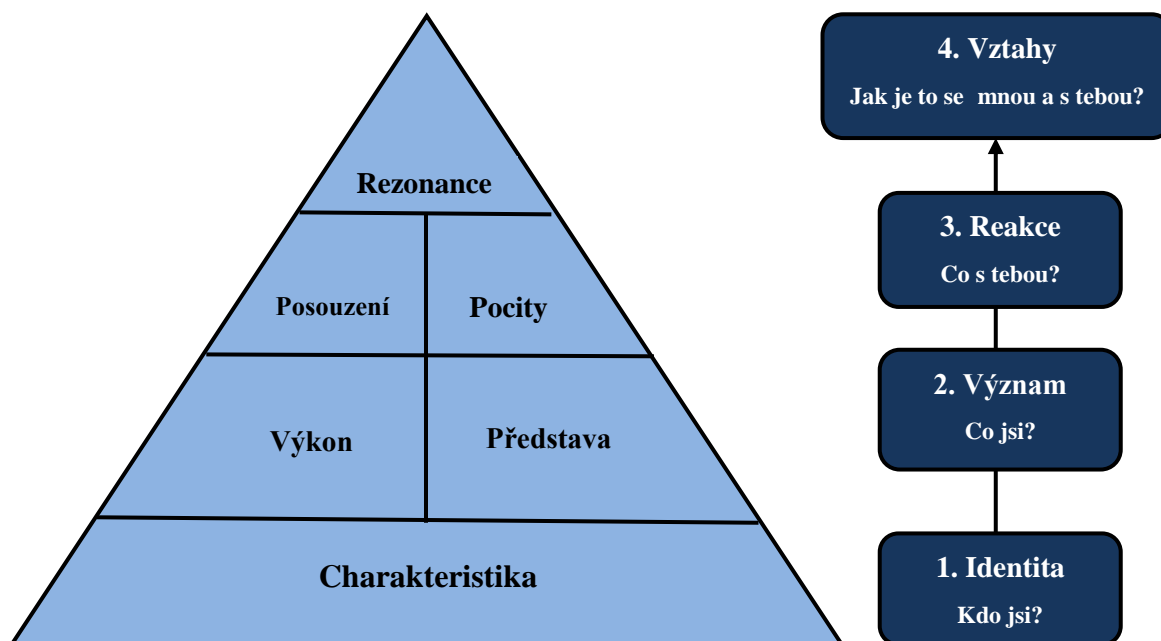 Rezonance
Posouzení
Pocity
Výkon
Představa
Charakteristika
4. Vztahy
Jak je to se mnou a s tebou?
3. Reakce
Co s tebou?
2. Význam
Co jsi?
1. Identita
Kdo jsi?